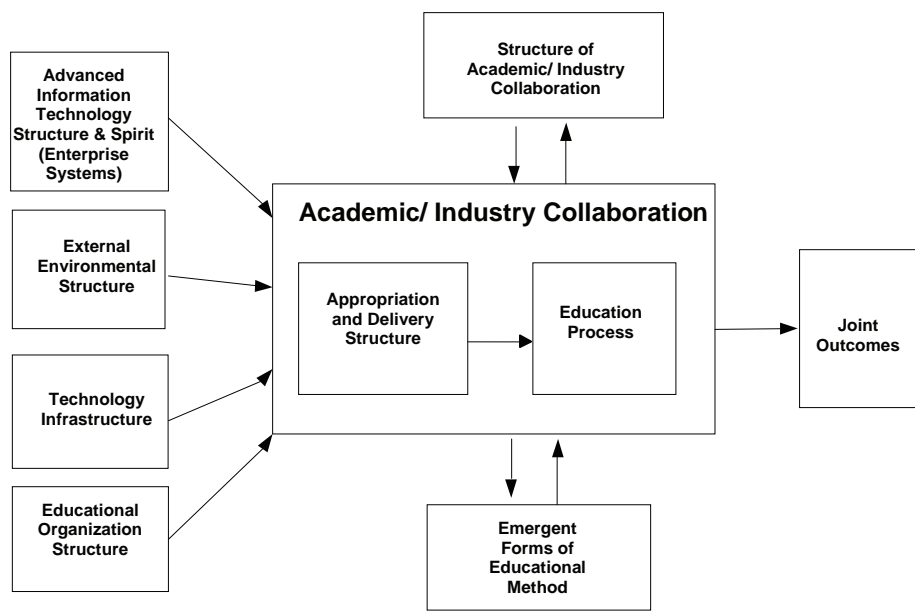 Advanced
Information
Technology
Structure & Spirit
(Enterprise
Systems)
External
Environmental
Structure
Technology
Infrastructure
Educational
Organization
Structure
Structure of
Academic/ Industry
Collaboration
Academic/ Industry Collaboration
Appropriation
and Delivery
Structure
Education
Process
Emergent
Forms of
Educational
Method
Joint
Outcomes